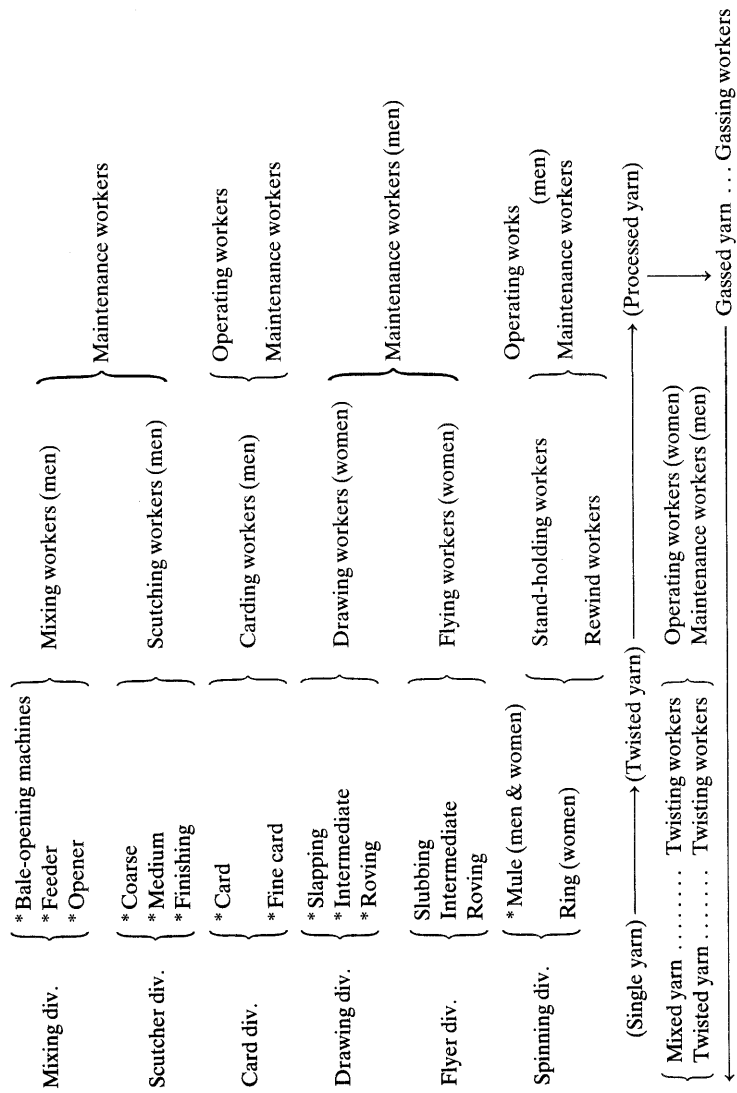 Mixing div. { * Bale-opening machines } Mixing workers (men)
* Feeder
* Opener
} Maintenance workers
Scutcher div. { * Coarse } Scutching workers (men)
* Medium
* Finishing
Card div. { * Card } Carding workers (men) { Operating workers
* Fine card Maintenance workers
Drawing div. { * Slapping } Drawing workers (women)
* Intermediate
* Roving
} Maintenance workers (men)
Flyer div. { Slubbing } Flying workers (women)
Intermediate
Roving
Spinning div. { * Mule (men & women) { Stand-holding workers { Operating works
(men)
Ring (women) Rewind workers Maintenance workers
(Single yarn) → (Twisted yarn) → (Processed yarn)
{ Mixed yarn ........ Twisting workers } Operating workers (women)
Twisted yarn ........ Twisting workers Maintenance workers (men)
Gassed yarn ... Gassing workers